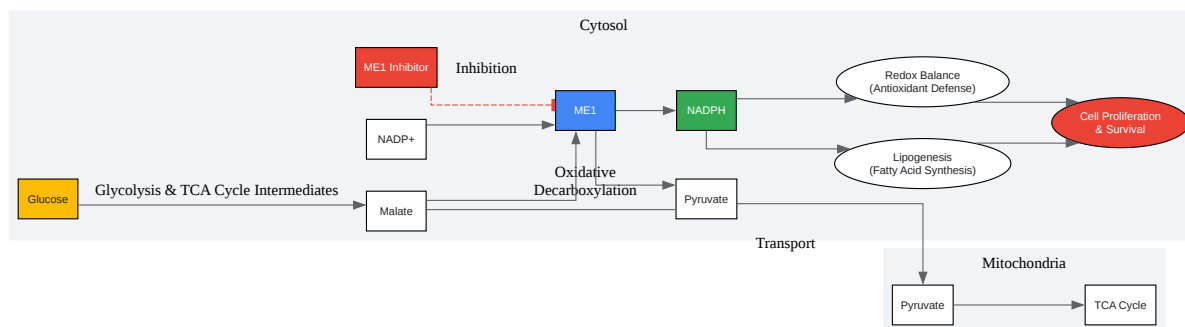 Cytosol
ME1 Inhibitor
Inhibition
Redox Balance
(Antioxidant Defense)
ME1
NADPH
Cell Proliferation
& Survival
NADP+
Lipogenesis
(Fatty Acid Synthesis)
Oxidative
Decarboxylation
Glycolysis & TCA Cycle Intermediates
Glucose
Malate
Pyruvate
Transport
Mitochondria
Pyruvate
TCA Cycle